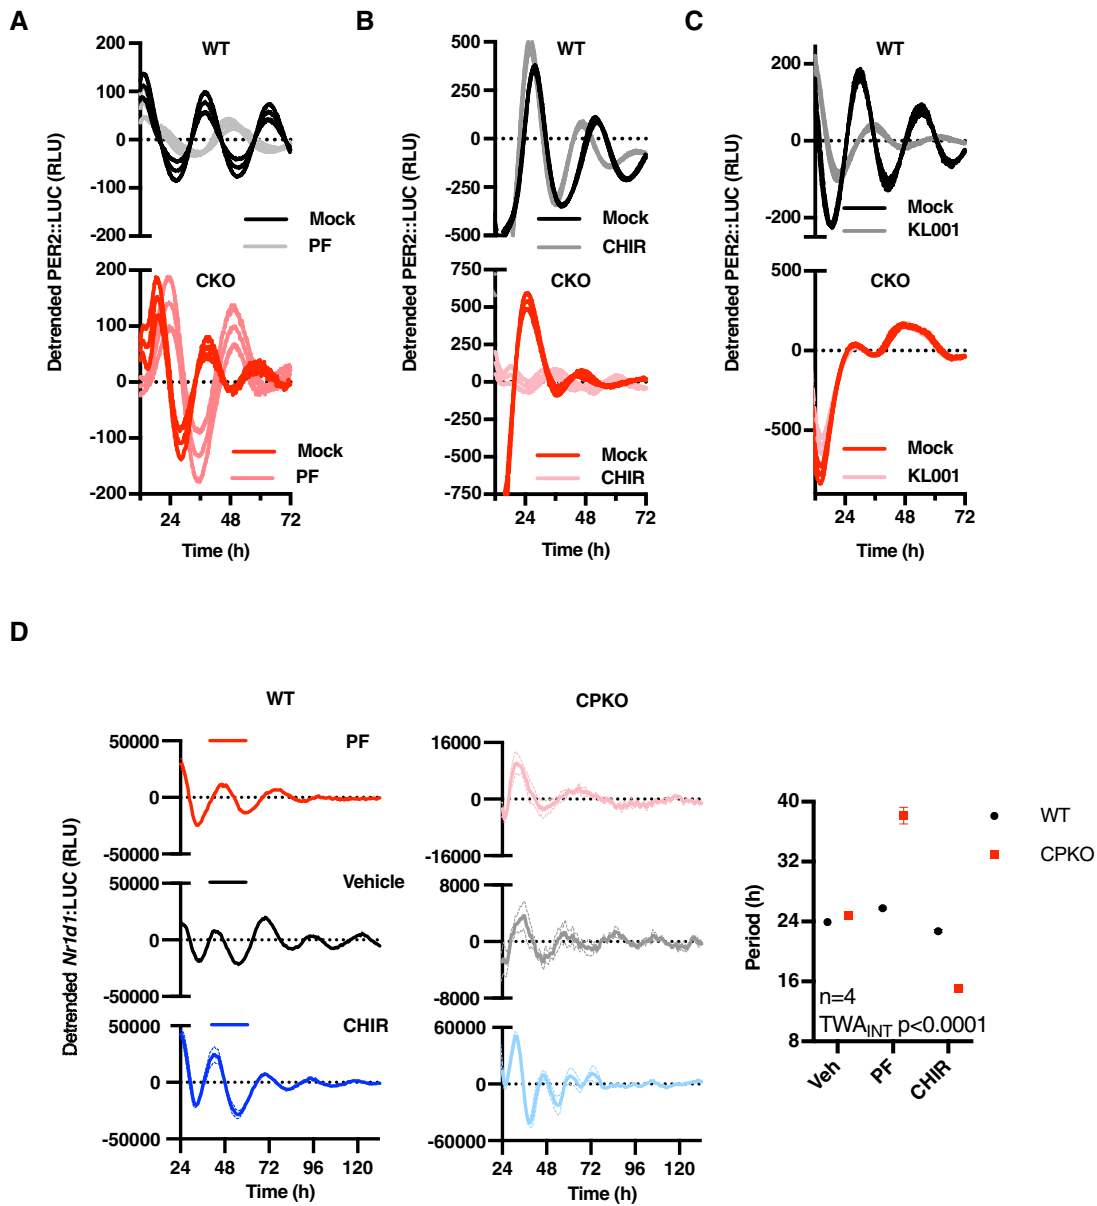 A
B
C
Detrended PER2::LUC (RLU)
200
100
0
-100
-200
WT
Mock
PF
200
100
0
-100
-200
CKO
Mock
PF
24
48
72
Time (h)
Detrended PER2::LUC (RLU)
500
250
0
-250
-500
WT
Mock
CHIR
750
500
250
0
-250
-500
-750
CKO
Mock
CHIR
24
48
72
Time (h)
Detrended PER2::LUC (RLU)
200
0
-200
WT
Mock
KL001
500
0
-500
CKO
Mock
KL001
24
48
72
Time (h)
D
Detrended Nr1d1:LUC (RLU)
WT
50000
0
-50000
PF
50000
0
-50000
Vehicle
50000
0
-50000
CHIR
24
48
72
96
120
Time (h)
CPKO
16000
0
-16000
8000
0
-8000
60000
0
-60000
24
48
72
96
120
Time (h)
Period (h)
40
32
24
16
8
n=4
TWAINT p<0.0001
Veh
PF
CHIR
WT
CPKO